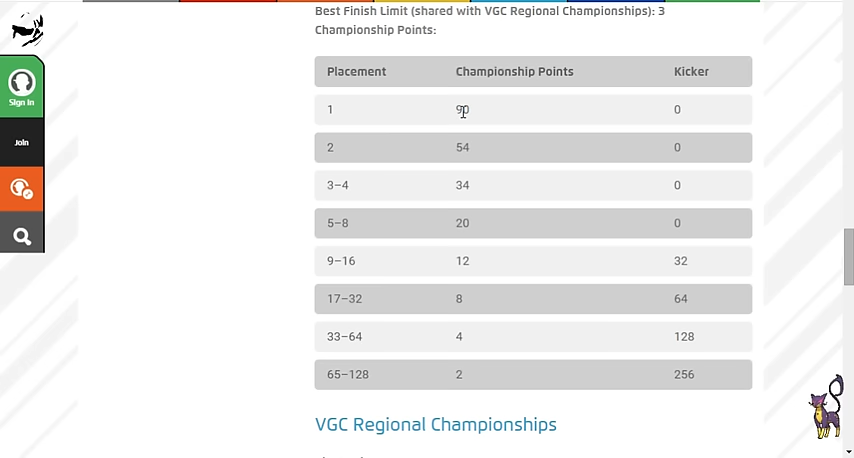 Best Finish Limit (shared with VGC Regional Championships): 3
Championship Points:
Placement Championship Points Kicker
1 90 0
2 54 0
3–4 34 0
5–8 20 0
9–16 12 32
17–32 8 64
33–64 4 128
65–128 2 256
VGC Regional Championships
Sign In
Join